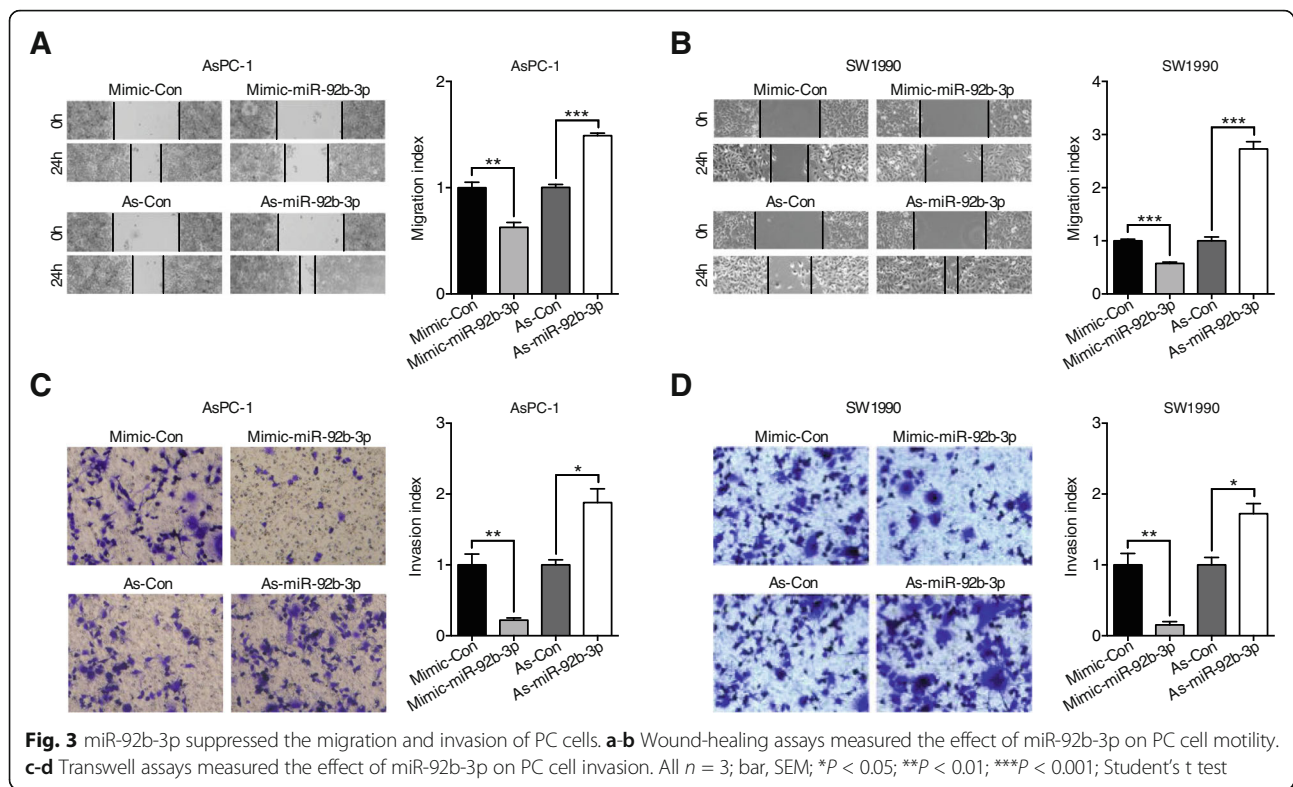 A
AsPC-1
Mimic-Con Mimic-miR-92b-3p
0h
24h
As-Con As-miR-92b-3p
0h
24h
AsPC-1
Migration index
2
1
0
**
***
Mimic-Con
Mimic-miR-92b-3p
As-Con
As-miR-92b-3p
B
SW1990
Mimic-Con Mimic-miR-92b-3p
0h
24h
As-Con As-miR-92b-3p
0h
24h
SW1990
Migration index
4
3
2
1
0
***
***
Mimic-Con
Mimic-miR-92b-3p
As-Con
As-miR-92b-3p
C
AsPC-1
Mimic-Con Mimic-miR-92b-3p
As-Con As-miR-92b-3p
AsPC-1
Invasion index
3
2
1
0
**
*
Mimic-Con
Mimic-miR-92b-3p
As-Con
As-miR-92b-3p
D
SW1990
Mimic-Con Mimic-miR-92b-3p
As-Con As-miR-92b-3p
SW1990
Invasion index
3
2
1
0
**
*
Mimic-Con
Mimic-miR-92b-3p
As-Con
As-miR-92b-3p
Fig. 3 miR-92b-3p suppressed the migration and invasion of PC cells. a-b Wound-healing assays measured the effect of miR-92b-3p on PC cell motility.
c-d Transwell assays measured the effect of miR-92b-3p on PC cell invasion. All n = 3; bar, SEM; *P < 0.05; **P < 0.01; ***P < 0.001; Student's t test